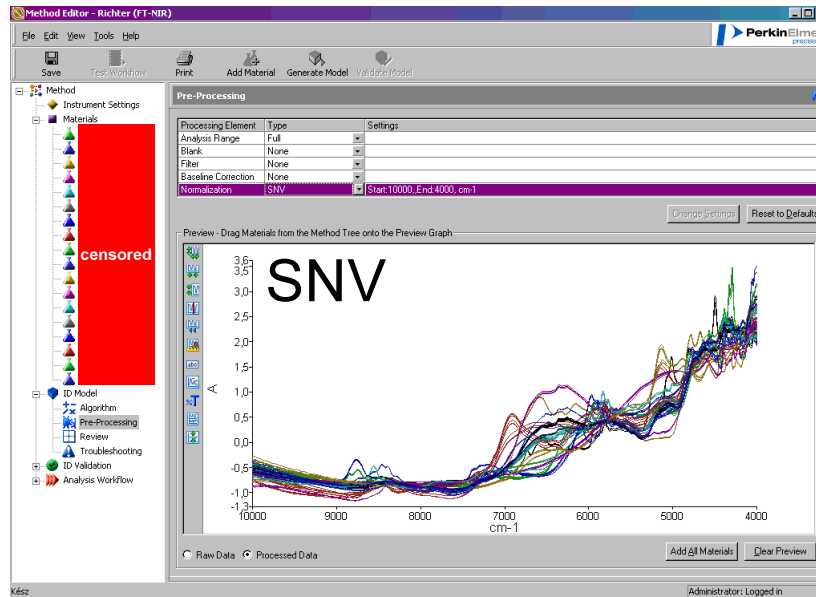 Method Editor - Richter (FT-NIR)
File Edit View Tools Help
PerkinElme
precise
Save Test Workflow Print Add Material Generate Model Validate Model
Method
Instrument Settings
Materials
censored
ID Model
Algorithm
Pre-Processing
Review
Troubleshooting
ID Validation
Analysis Workflow
Pre-Processing
Processing Element Type Settings
Analysis Range Full
Blank None
Filter None
Baseline Correction None
Normalization SNV Start:10000,,End:4000, cm-1
Change Settings Reset to Defaults
Preview - Drag Materials from the Method Tree onto the Preview Graph
SNV
abc
%T
3,6
3,5
3,0
2,5
2,0
1,5
1,0
0,5
0,0
-0,5
-1,0
-1,3
A
10000 9000 8000 7000 6000 5000 4000
cm-1
Raw Data Processed Data
Add All Materials Clear Preview
Kész Administrator: Logged in